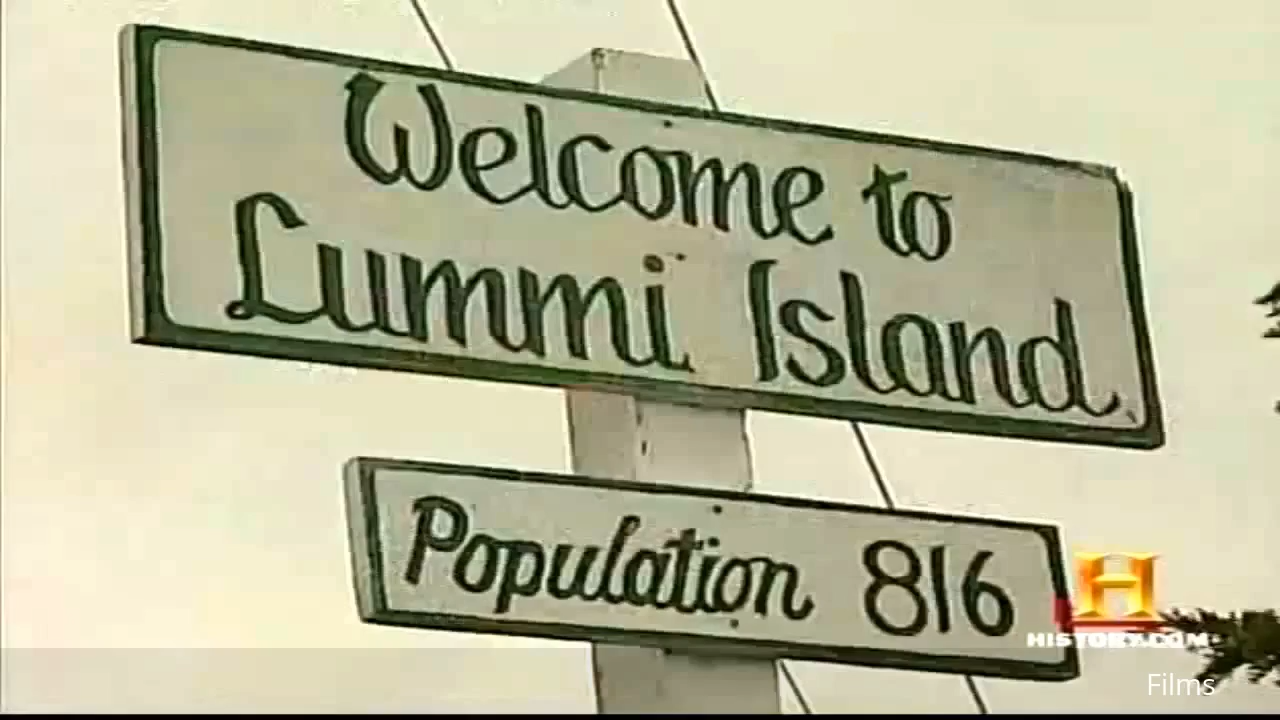 Welcome to
Lummi Island
Population 816
H
HISTORY.COM
Films